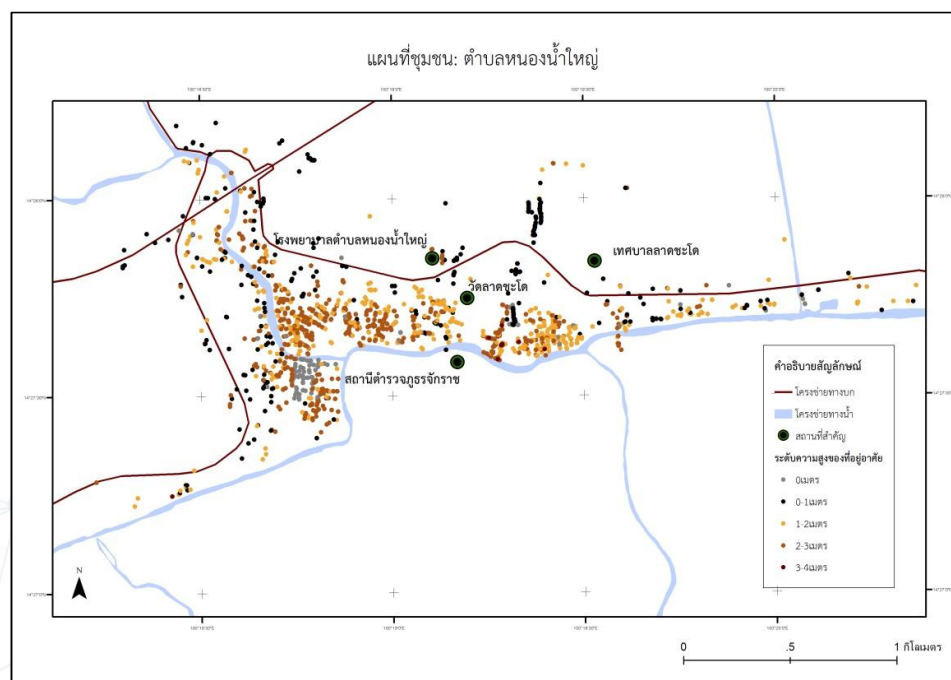 แผนที่ชุมชน: ตำบลหนองน้ำใหญ่
โรงพยาบาลตำบลหนองน้ำใหญ่
เทศบาลลาดชะโด
วัดลาดชะโด
สถานีตำรวจภูธรจักราช
คำอธิบายสัญลักษณ์
โครงข่ายทางบก
โครงข่ายทางน้ำ
สถานที่สำคัญ
ระดับความสูงของที่อยู่อาศัย
0เมตร
0-1เมตร
1-2เมตร
2-3เมตร
3-4เมตร
N
0 .5 1 กิโลเมตร